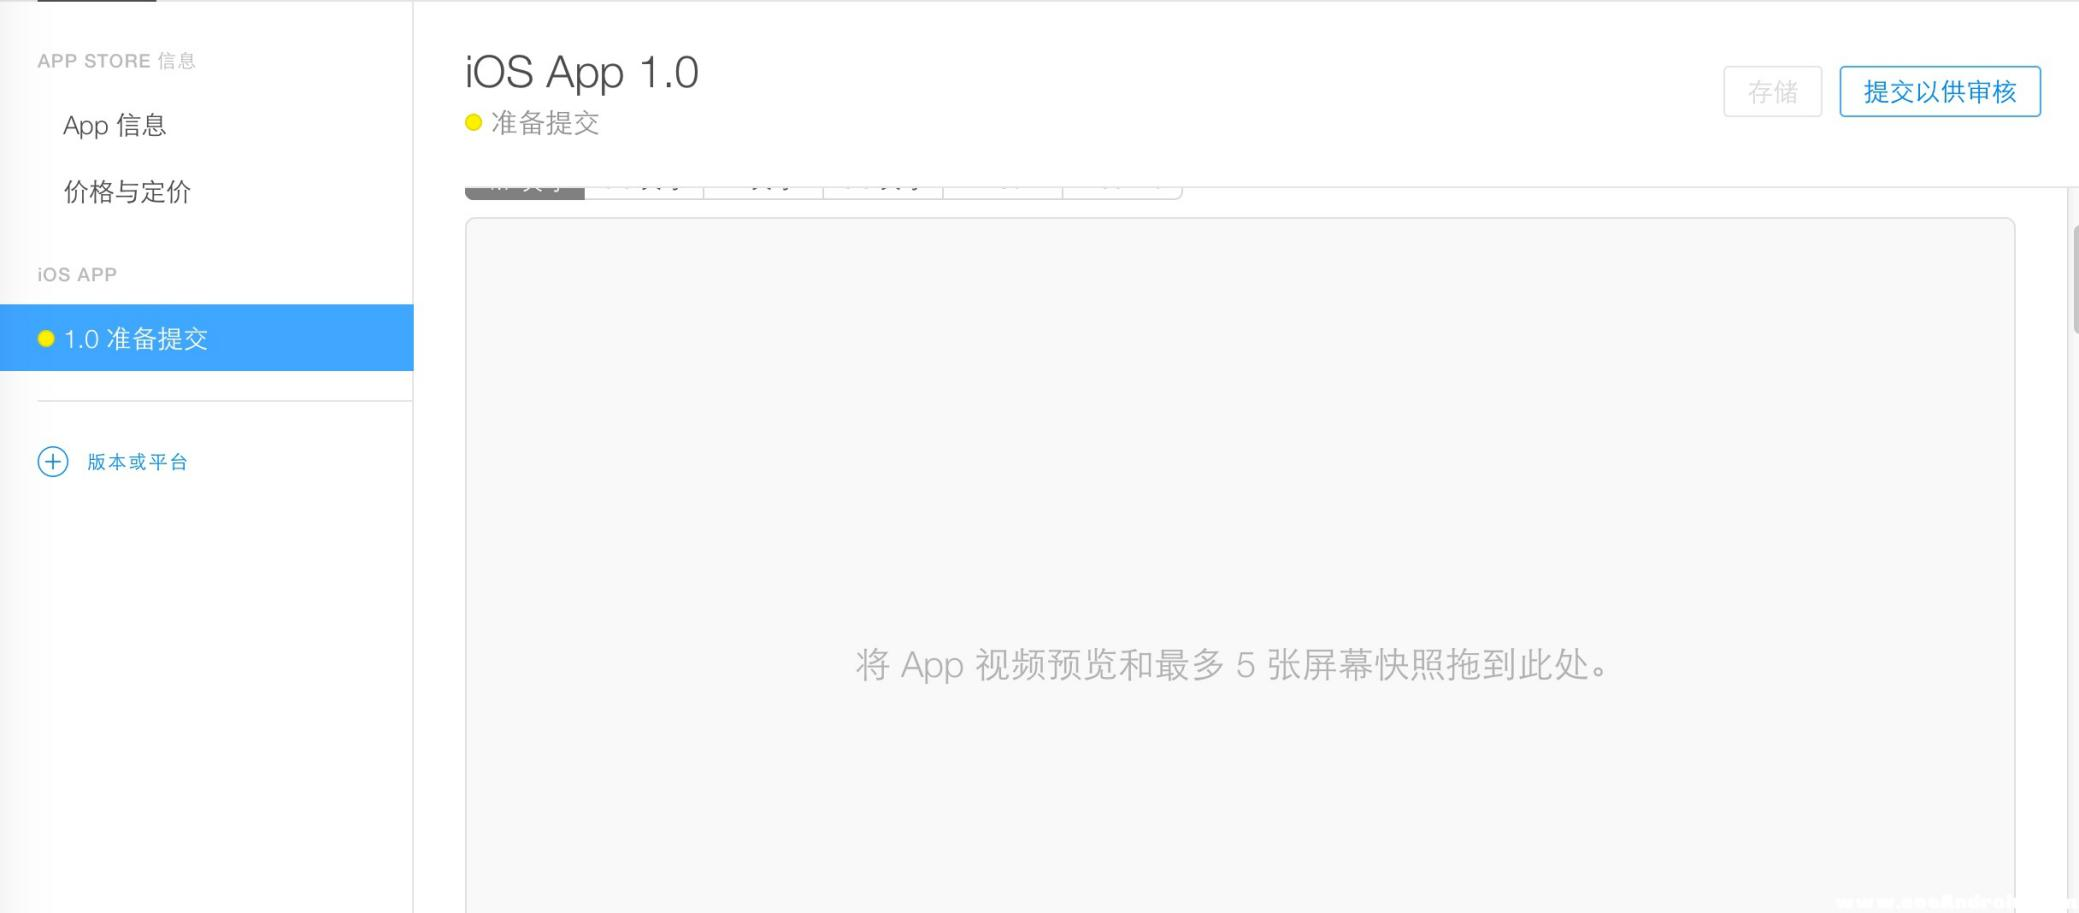 APP STORE 信息
App 信息
价格与定价
iOS APP
1.0 准备提交
版本或平台
iOS App 1.0
准备提交
存储
提交以供审核
将 App 视频预览和最多 5 张屏幕快照拖到此处。